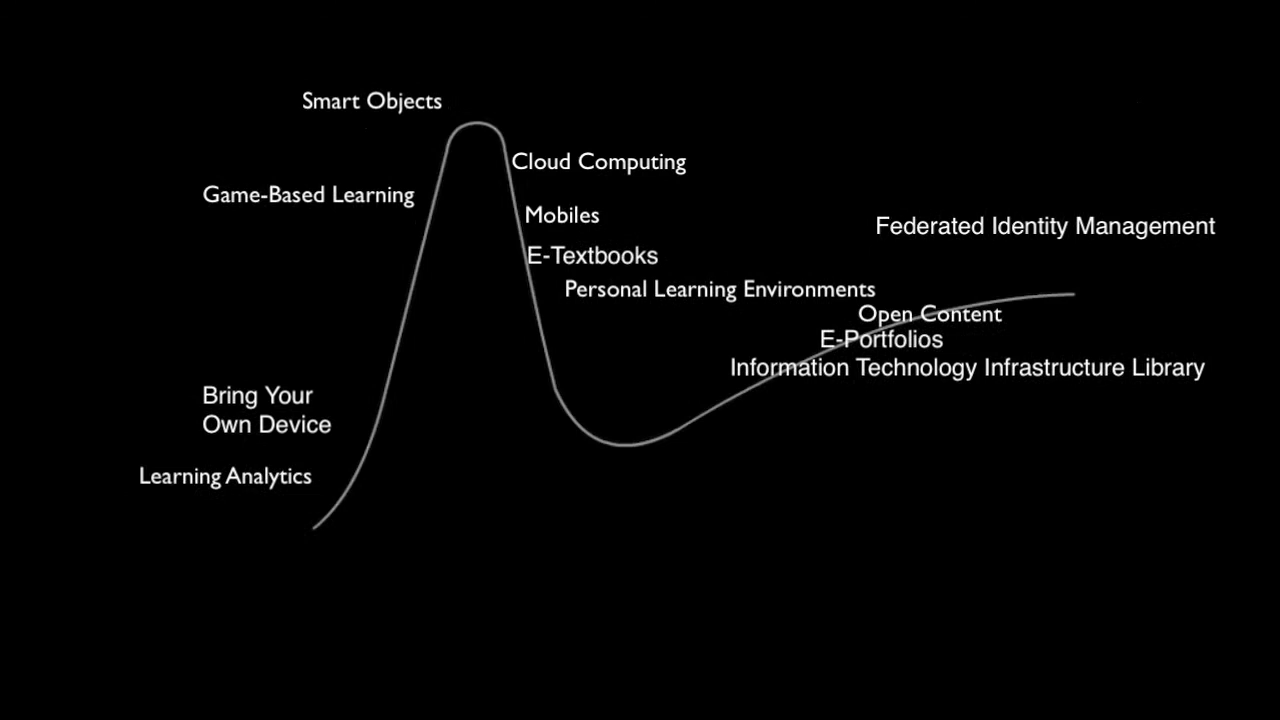 Smart Objects
Cloud Computing
Game-Based Learning
Mobiles
Federated Identity Management
E-Textbooks
Personal Learning Environments
Open Content
E-Portfolios
Information Technology Infrastructure Library
Bring Your
Own Device
Learning Analytics